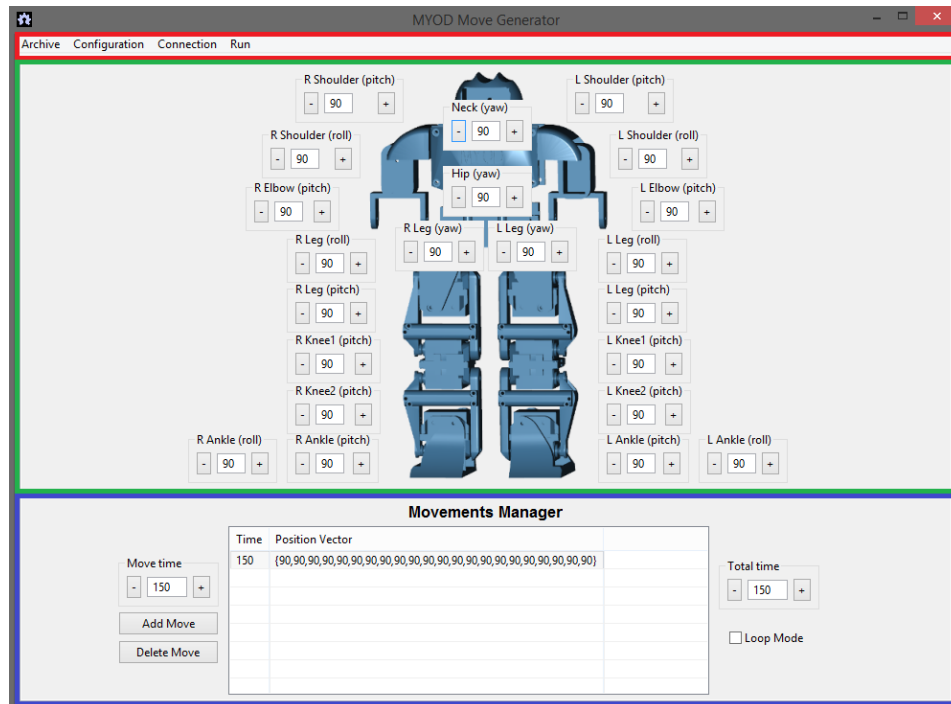 MYOD Move Generator
Archive Configuration Connection Run
R Shoulder (pitch)
- 90 +
L Shoulder (pitch)
- 90 +
Neck (yaw)
- 90 +
R Shoulder (roll)
- 90 +
L Shoulder (roll)
- 90 +
Hip (yaw)
- 90 +
R Elbow (pitch)
- 90 +
L Elbow (pitch)
- 90 +
R Leg (yaw)
- 90 +
L Leg (yaw)
- 90 +
R Leg (roll)
- 90 +
L Leg (roll)
- 90 +
R Leg (pitch)
- 90 +
L Leg (pitch)
- 90 +
R Knee1 (pitch)
- 90 +
L Knee1 (pitch)
- 90 +
R Knee2 (pitch)
- 90 +
L Knee2 (pitch)
- 90 +
R Ankle (roll)
- 90 +
R Ankle (pitch)
- 90 +
L Ankle (pitch)
- 90 +
L Ankle (roll)
- 90 +
Movements Manager
Time Position Vector
150 {90,90,90,90,90,90,90,90,90,90,90,90,90,90,90,90,90,90,90,90,90,90}
Move time
- 150 +
Add Move
Delete Move
Total time
- 150 +
Loop Mode